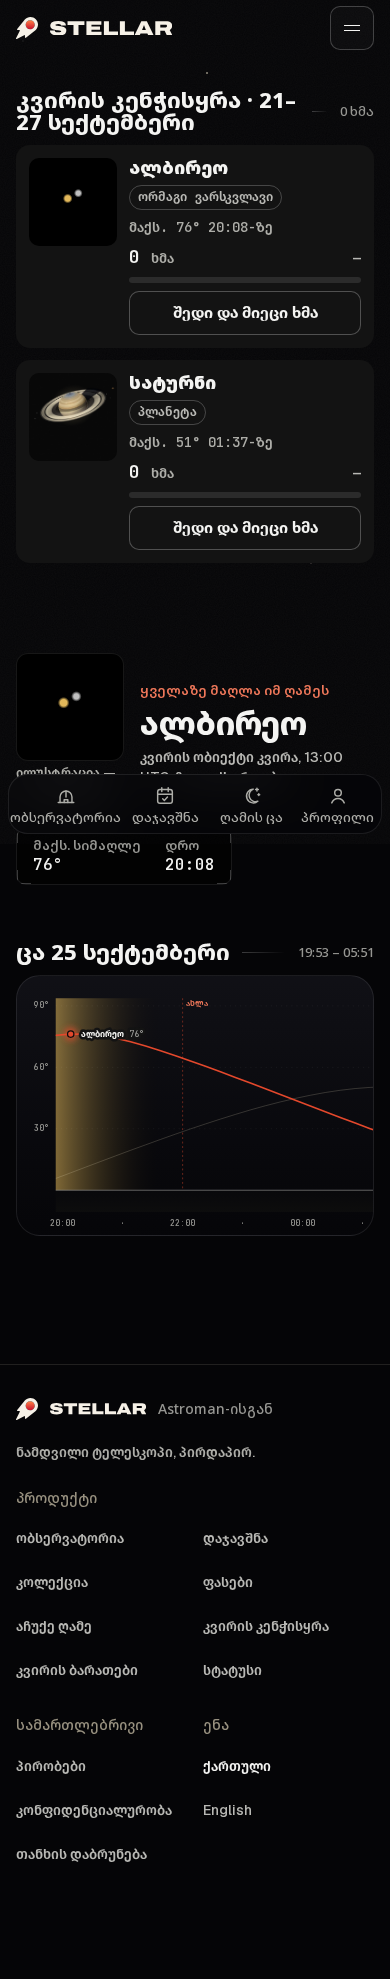 STELLAR
კვირის კენჭისყრა · 21–
27 სექტემბერი
0 ხმა
ალბირეო
ორმაგი ვარსკვლავი
მაქს. 76° 20:08-ზე
0 ხმა –
შედი და მიეცი ხმა
სატურნი
პლანეტა
მაქს. 51° 01:37-ზე
0 ხმა –
შედი და მიეცი ხმა
ყველაზე მაღლა იმ ღამეს
ალბირეო
კვირის ობიექტი კვირა, 13:00
ობსერვატორია
დაჯავშნა
ღამის ცა
პროფილი
მაქს. სიმაღლე
76°
დრო
20:08
ცა 25 სექტემბერი
19:53 – 05:51
90°
ახლა
ალბირეო 76°
60°
30°
20:00 · 22:00 · 00:00 ·
STELLAR Astroman-ისგან
ნამდვილი ტელესკოპი, პირდაპირ.
პროდუქტი
ობსერვატორია
დაჯავშნა
კოლექცია
ფასები
აჩუქე ღამე
კვირის კენჭისყრა
კვირის ბარათები
სტატუსი
სამართლებრივი
ენა
პირობები
ქართული
კონფიდენციალურობა
English
თანხის დაბრუნება